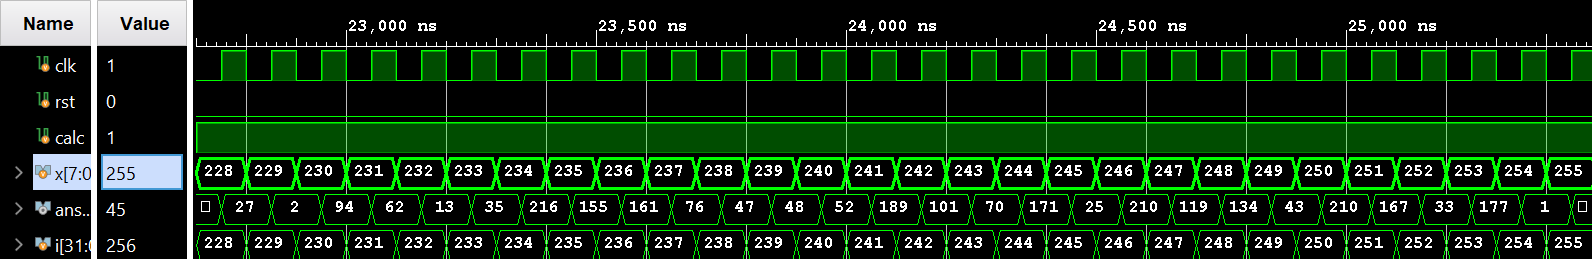 Name Value
23,000 ns 23,500 ns 24,000 ns 24,500 ns 25,000 ns
clk 1
rst 0
calc 1
x[7:0 255 228 229 230 231 232 233 234 235 236 237 238 239 240 241 242 243 244 245 246 247 248 249 250 251 252 253 254 255
ans... 45 27 2 94 62 13 35 216 155 161 76 47 48 52 189 101 70 171 25 210 119 134 43 210 167 33 177 1
i[31:0 256 228 229 230 231 232 233 234 235 236 237 238 239 240 241 242 243 244 245 246 247 248 249 250 251 252 253 254 255